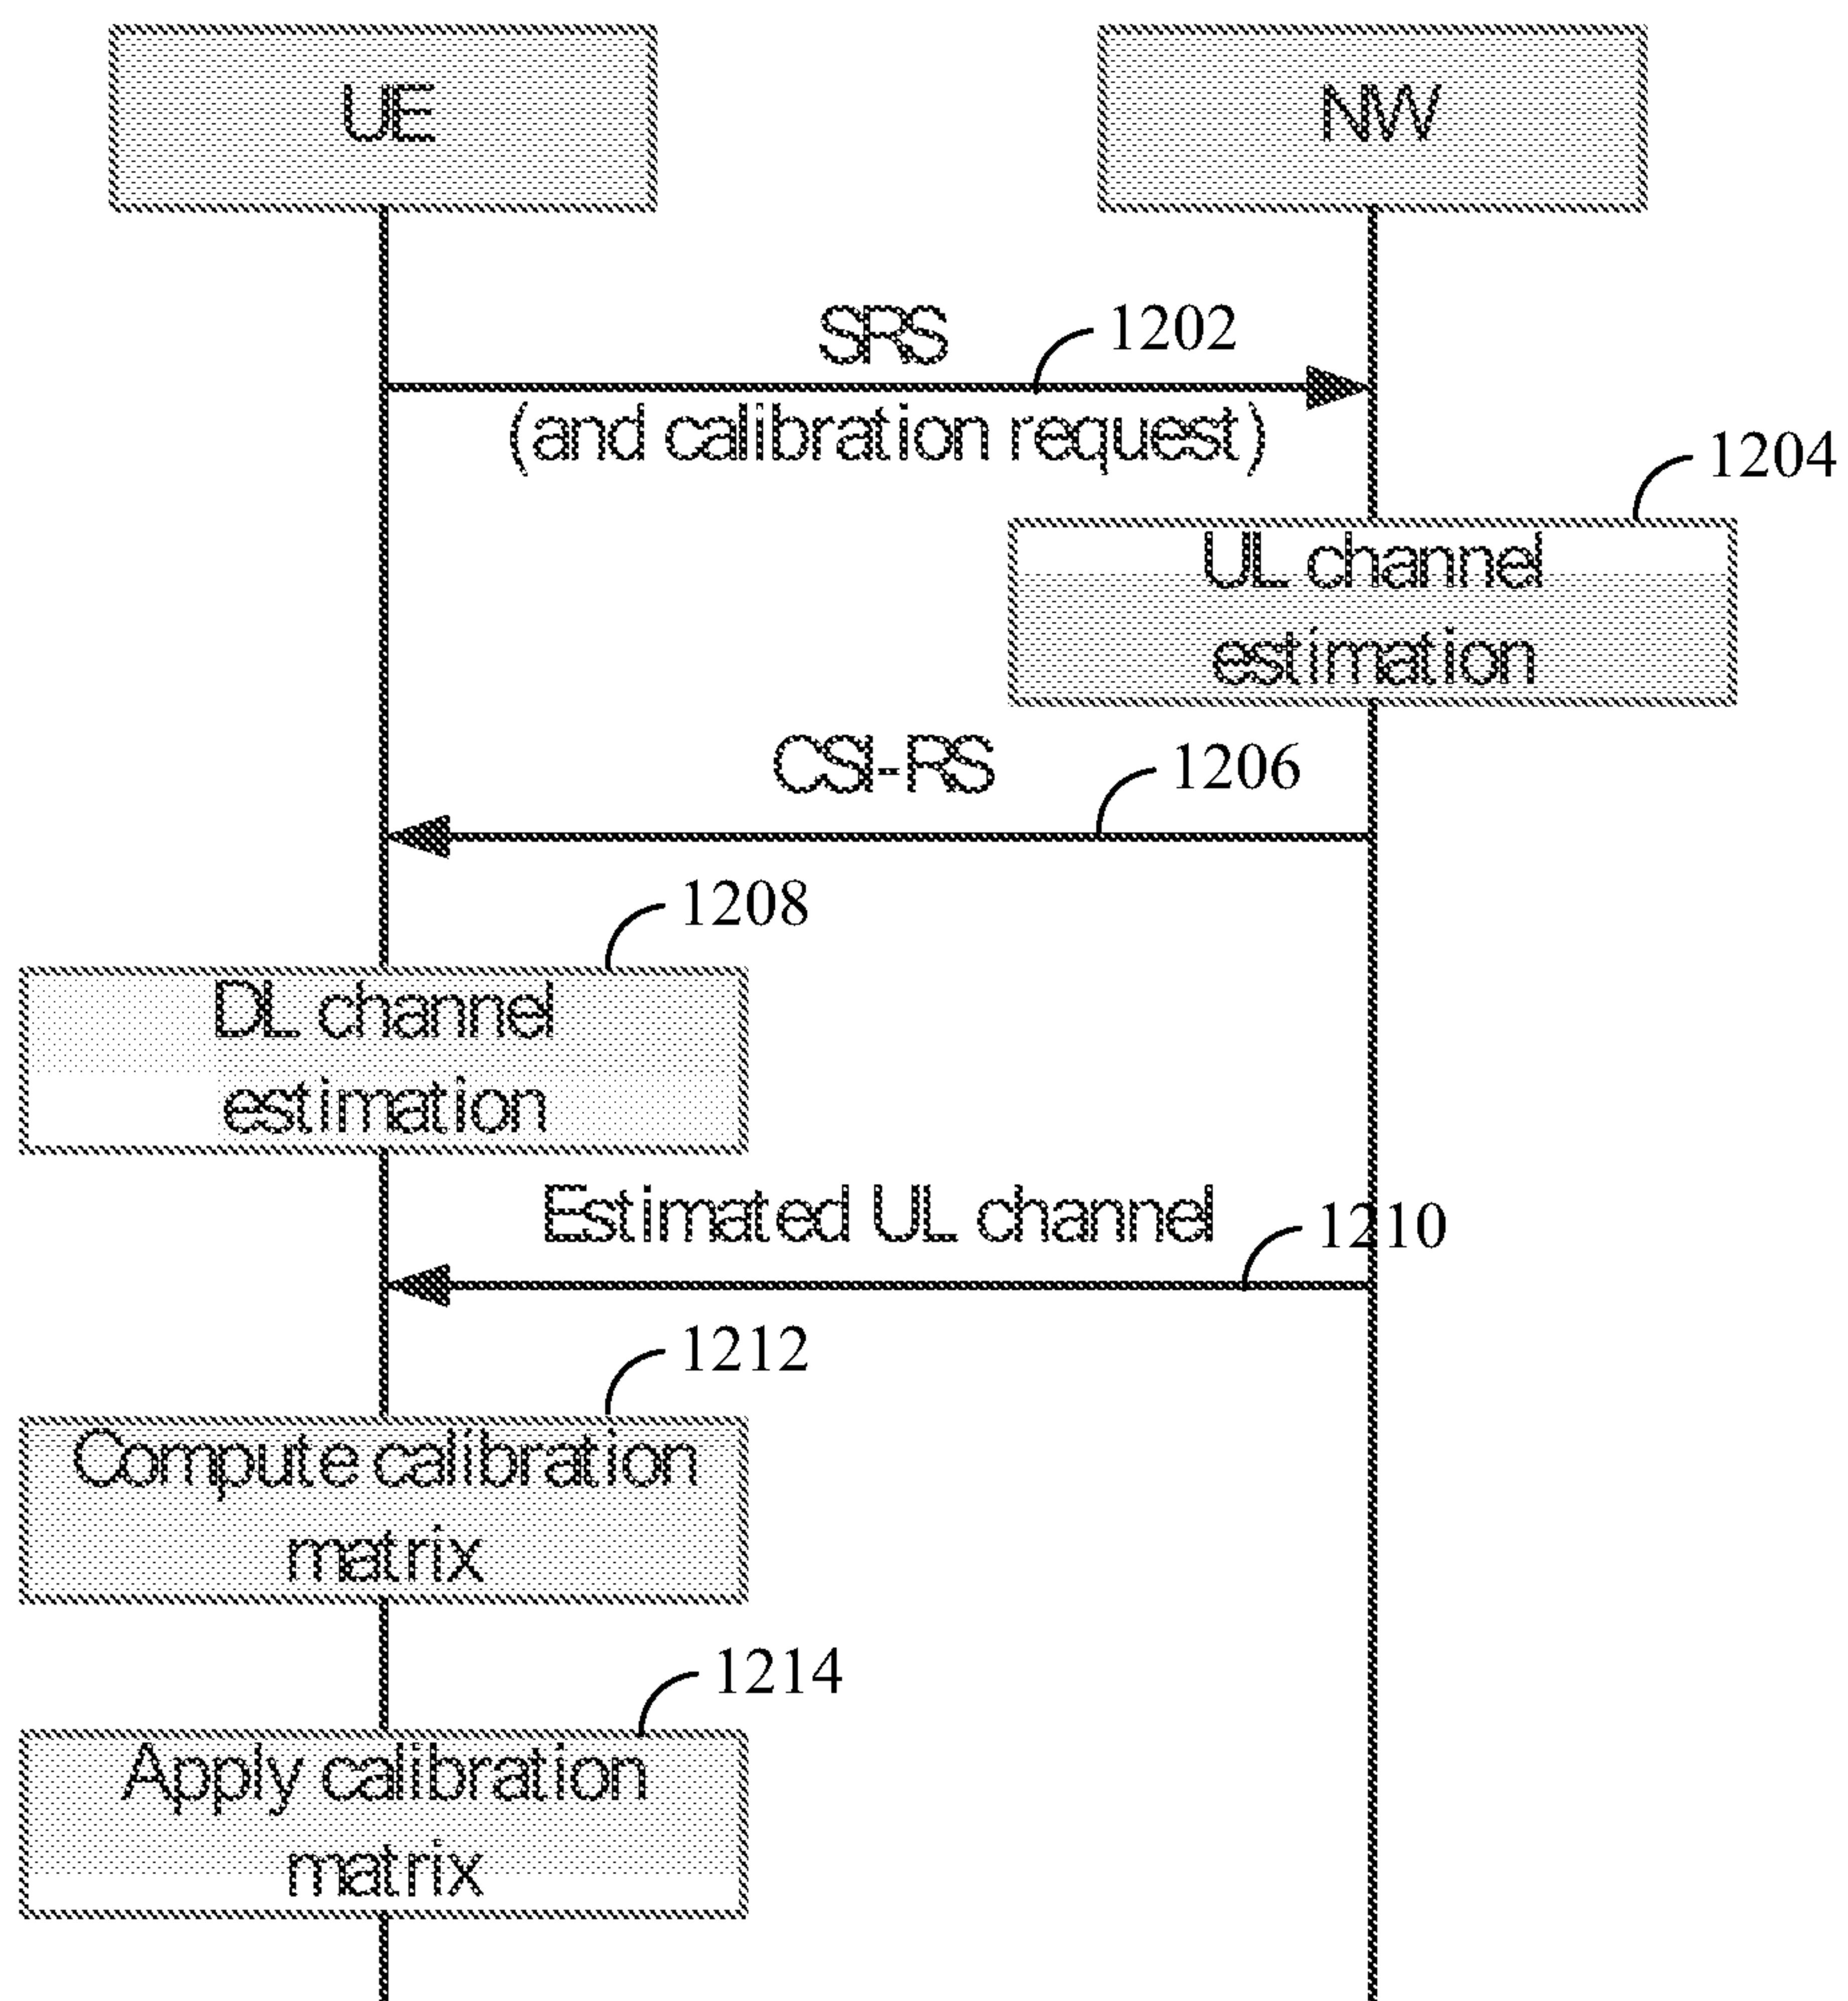 UE
NW
SRS
1202
(and calibration request)
1204
UL channel
estimation
CSI-RS
1206
1208
DL channel
estimation
Estimated UL channel
1210
1212
Compute calibration
matrix
1214
Apply calibration
matrix